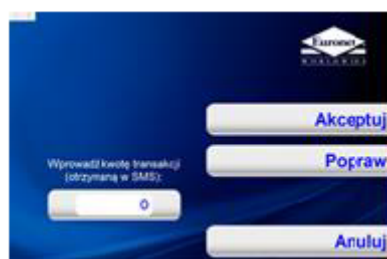 Euronet
WORLDWIDE
Akceptuj
Wprowadź kwotę transakcji
(otrzymaną w SMS):
Popraw
0
Anuluj